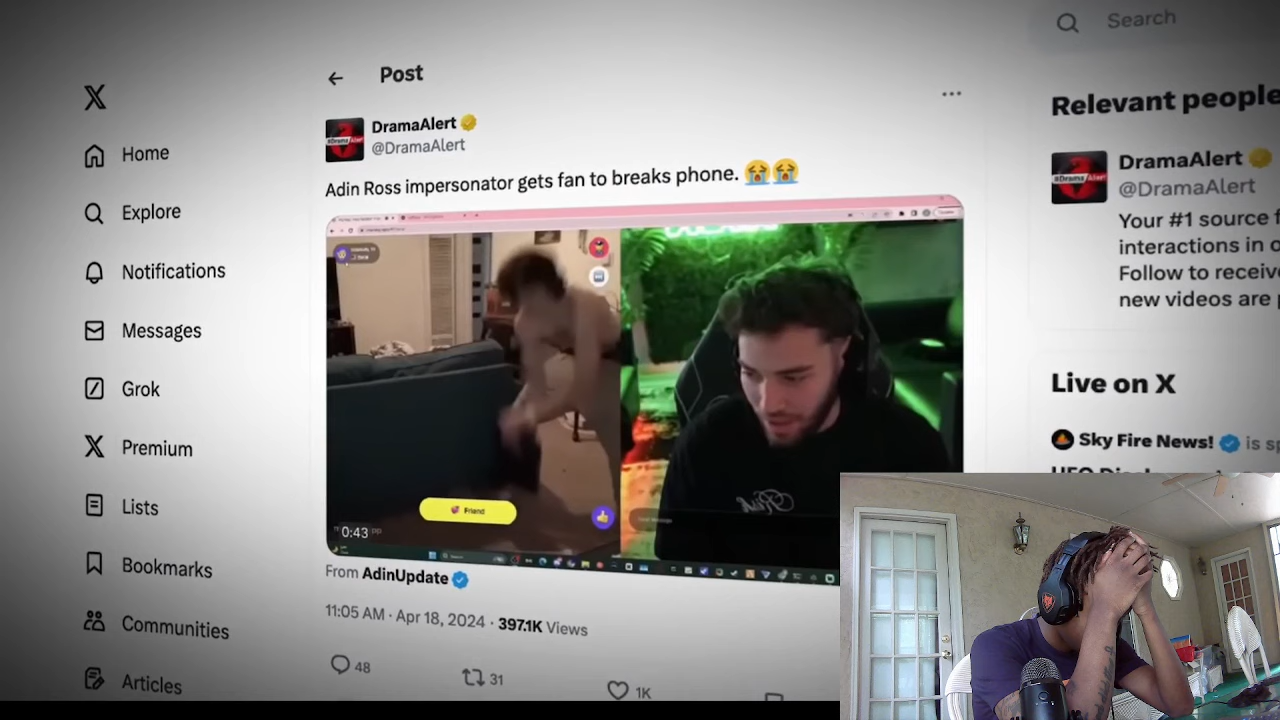 Search
Post
Home
Explore
Notifications
Messages
Grok
Premium
Lists
Bookmarks
Communities
Articles
DramaAlert
@DramaAlert
Adin Ross impersonator gets fan to breaks phone. 😭😭
Friend
0:43
From AdinUpdate
11:05 AM · Apr 18, 2024 · 397.1K Views
48
31
1K
Relevant people
DramaAlert
@DramaAlert
Your #1 source
interactions in
Follow to receive
new videos are
Live on X
Sky Fire News! is